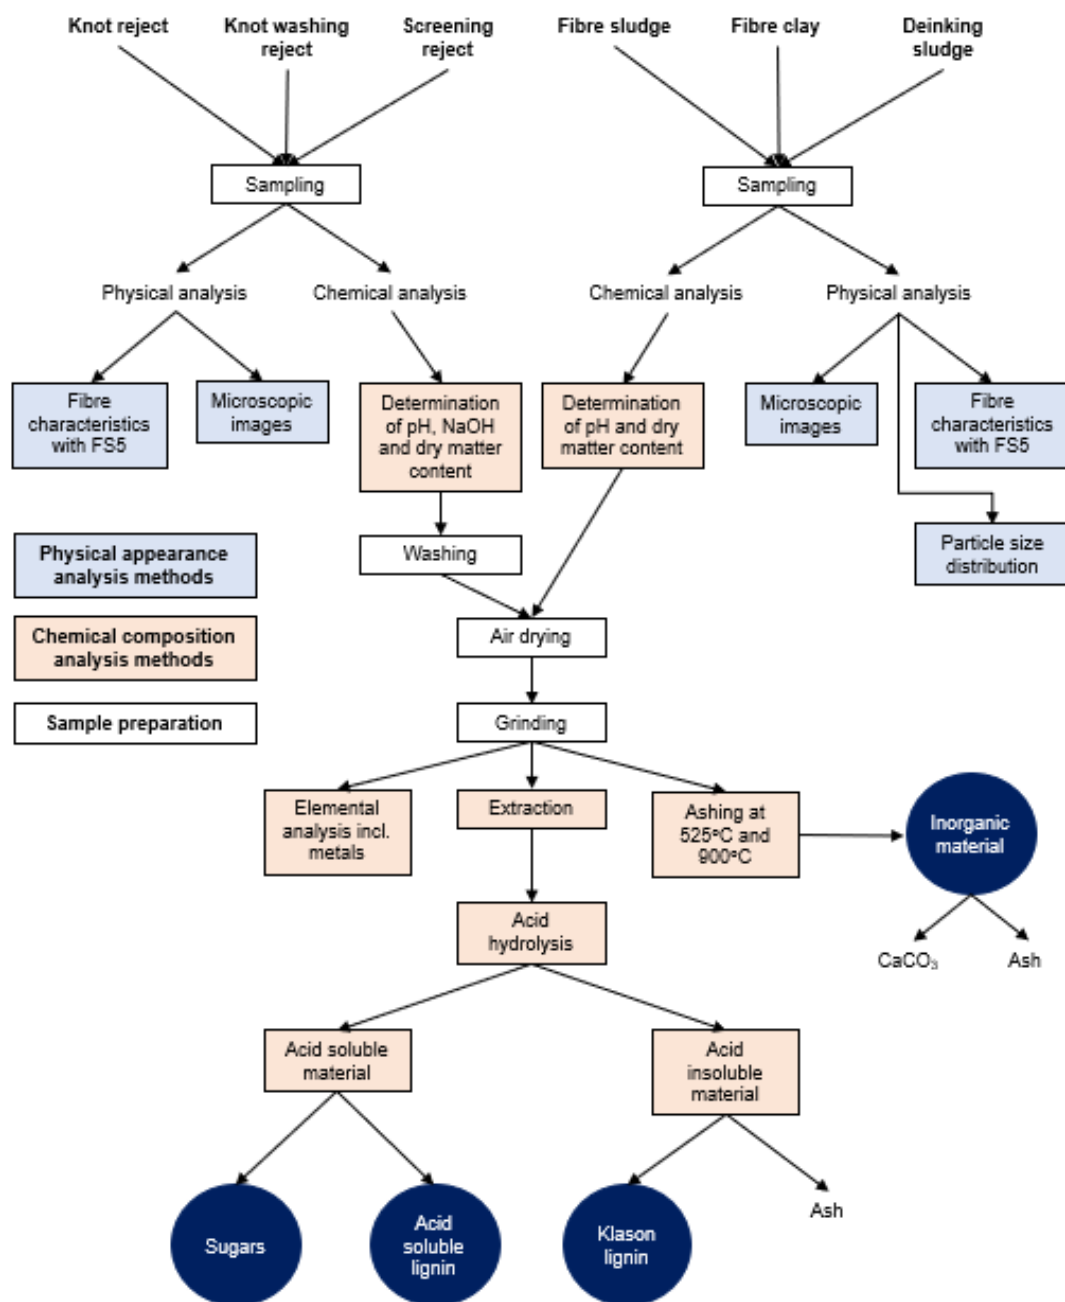 Knot reject
Knot washing
reject
Screening
reject
Fibre sludge
Fibre clay
Deinking
sludge
Sampling
Sampling
Physical analysis
Chemical analysis
Chemical analysis
Physical analysis
Fibre
characteristics
with FS5
Microscopic
images
Determination
of pH, NaOH
and dry matter
content
Determination
of pH and dry
matter content
Microscopic
images
Fibre
characteristics
with FS5
Physical appearance
analysis methods
Washing
Particle size
distribution
Chemical composition
analysis methods
Air drying
Sample preparation
Grinding
Elemental
analysis incl.
metals
Extraction
Ashing at
525°C and
900°C
Inorganic
material
Acid
hydrolysis
CaCO₃
Ash
Acid soluble
material
Acid
insoluble
material
Sugars
Acid
soluble
lignin
Klason
lignin
Ash